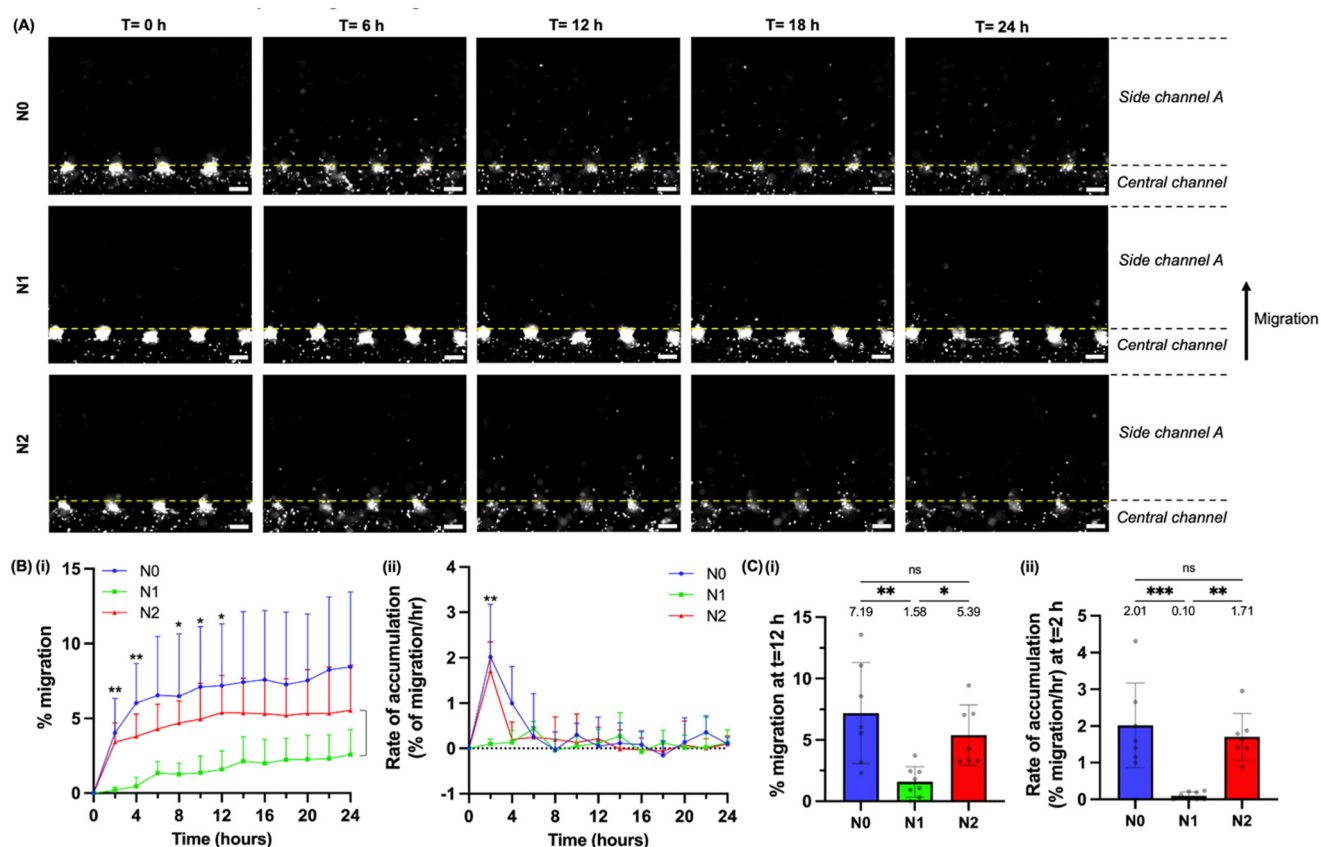 (A)
T= 0 h
T= 6 h
T= 12 h
T= 18 h
T= 24 h
N0
Side channel A
Central channel
N1
Side channel A
Central channel
Migration
N2
Side channel A
Central channel
(B) (i)
% migration
15
10
5
0
0 4 8 12 16 20 24
Time (hours)
N0
N1
N2
** ** * * *
(ii)
Rate of accumulation
(% of migration/hr)
4
3
2
1
0
-1
0 4 8 12 16 20 24
Time (hours)
N0
N1
N2
**
(C) (i)
ns
** *
7.19 1.58 5.39
% migration at t=12 h
15
10
5
0
N0 N1 N2
(ii)
ns
*** **
2.01 0.10 1.71
Rate of accumulation
(% migration/hr) at t=2 h
5
4
3
2
1
0
N0 N1 N2